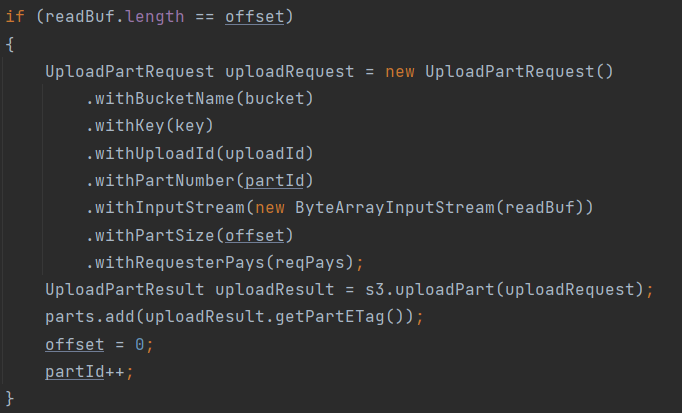 if (readBuf.length == offset)
{
UploadPartRequest uploadRequest = new UploadPartRequest()
.withBucketName(bucket)
.withKey(key)
.withUploadId(uploadId)
.withPartNumber(partId)
.withInputStream(new ByteArrayInputStream(readBuf))
.withPartSize(offset)
.withRequesterPays(reqPays);
UploadPartResult uploadResult = s3.uploadPart(uploadRequest);
parts.add(uploadResult.getPartETag());
offset = 0;
partId++;
}